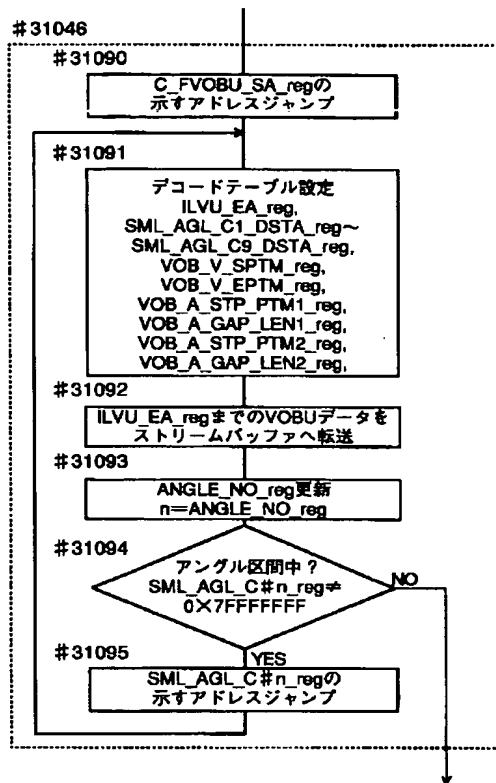 #31046
#31090
C_FVOBU_SA_regの
示すアドレスジャンプ
#31091
デコードテーブル設定
ILVU_EA_reg,
SML_AGL_C1_DSTA_reg~
SML_AGL_C9_DSTA_reg,
VOB_V_SPTM_reg,
VOB_V_EPTM_reg,
VOB_A_STP_PTM1_reg,
VOB_A_GAP_LEN1_reg,
VOB_A_STP_PTM2_reg,
VOB_A_GAP_LEN2_reg,
#31092
ILVU_EA_regまでのVOBUデータを
ストリームバッファへ転送
#31093
ANGLE_NO_reg更新
n=ANGLE_NO_reg
#31094
アングル区間中?
SML_AGL_C#n_reg≠
0×7FFFFFFF
NO
YES
#31095
SML_AGL_C#n_regの
示すアドレスジャンプ